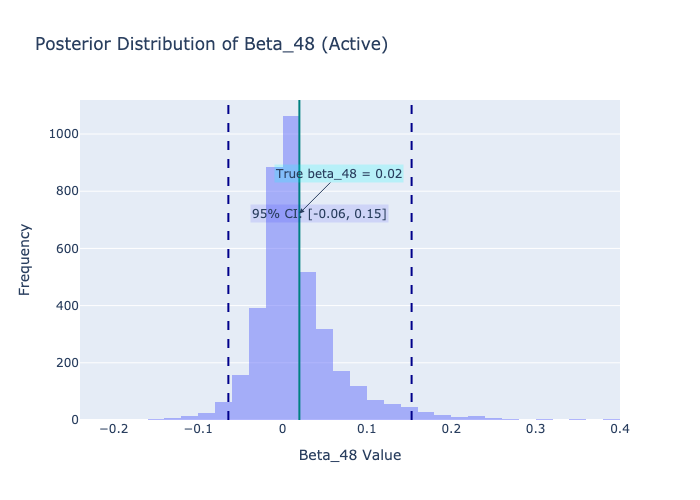 Posterior Distribution of Beta_48 (Active)
1000
800
600
400
200
0
Frequency
True beta_48 = 0.02
95% CI: [-0.06, 0.15]
−0.2
−0.1
0
0.1
0.2
0.3
0.4
Beta_48 Value